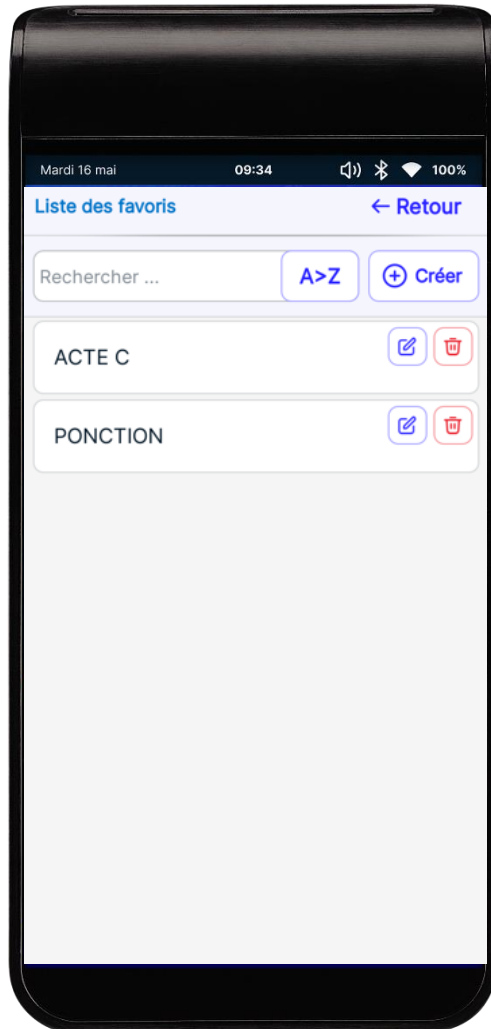 Mardi 16 mai 09:34 100%
Liste des favoris ← Retour
Rechercher ... A>Z Créer
ACTE C
PONCTION